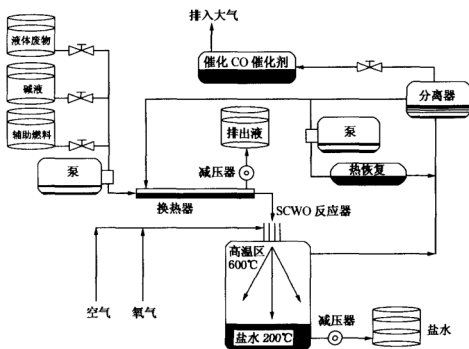 排入大气
液体废物
催化 CO 催化剂
碱液
分离器
排出液
泵
辅助燃料
热恢复
泵
减压器
换热器
SCWO 反应器
高温区
600℃
空气
氧气
减压器
盐水 200℃
盐水